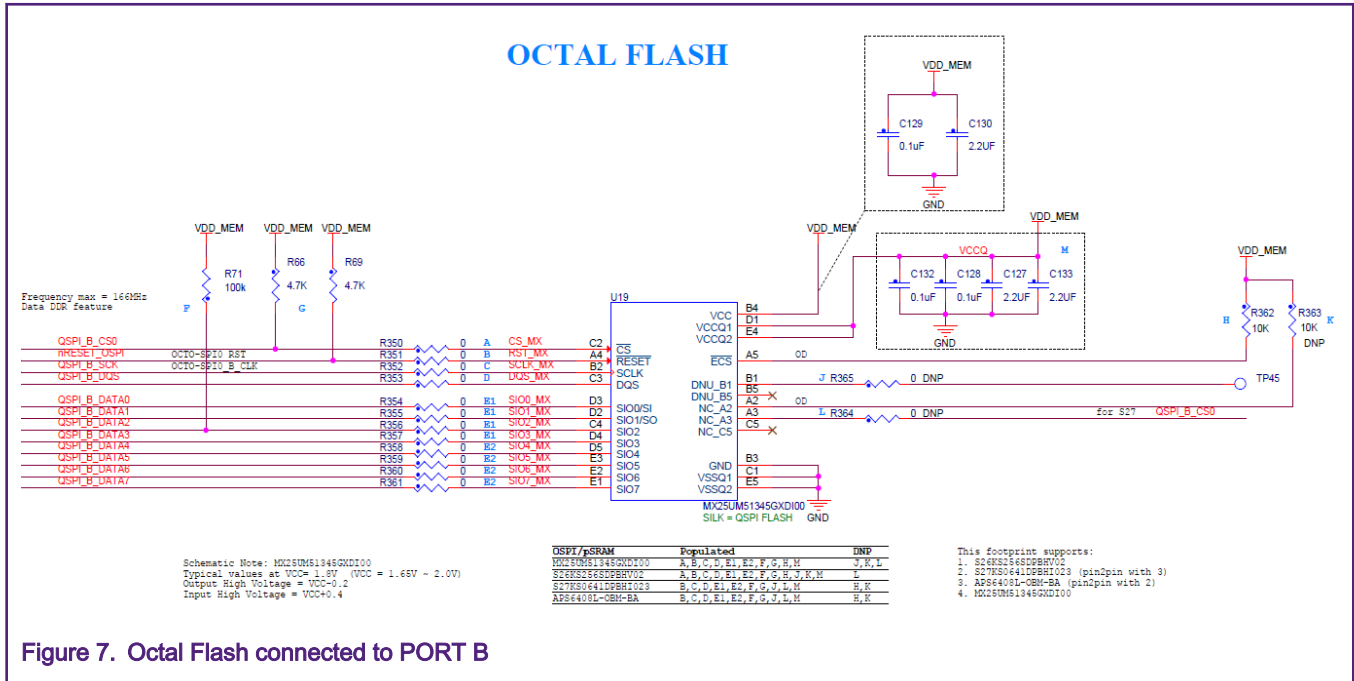 OCTAL FLASH
VDD_MEM
C129
C130
0.1uF
2.2UF
GND
VDD_MEM VDD_MEM VDD_MEM
VDD_MEM
VDD_MEM
VDD_MEM
R71
100k
R66
4.7K
R69
4.7K
F
G
VCCQ
M
C132
C128
C127
C133
0.1uF
0.1uF
2.2UF
2.2UF
GND
H
R362
10K
R363
10K
DNP
K
Frequency max = 166MHz
Data DDR feature
U19
QSPI_B_CS0 R350 0 A CS_MX C2 CS
nRESET_OSPI OCTO-SPI0 RST R351 0 B RST_MX A4 RESET
QSPI_B_SCK OCTO-SPI0_B_CLK R352 0 C SCLK_MX B2 SCLK
QSPI_B_DQS R353 0 D DQS_MX C3 DQS
QSPI_B_DATA0 R354 0 E1 SIO0_MX D3 SIO0/SI
QSPI_B_DATA1 R355 0 E1 SIO1_MX D2 SIO1/SO
QSPI_B_DATA2 R356 0 E1 SIO2_MX C4 SIO2
QSPI_B_DATA3 R357 0 E1 SIO3_MX D4 SIO3
QSPI_B_DATA4 R358 0 E2 SIO4_MX D5 SIO4
QSPI_B_DATA5 R359 0 E2 SIO5_MX E3 SIO5
QSPI_B_DATA6 R360 0 E2 SIO6_MX E2 SIO6
QSPI_B_DATA7 R361 0 E2 SIO7_MX E1 SIO7
VCC B4
VCCQ1 D1
VCCQ2 E4
ECS A5 OD
DNU_B1 B1 J R365 0 DNP TP45
DNU_B5 B5
NC_A2 A2 OD
NC_A3 A3 L R364 0 DNP for S27 QSPI_B_CS0
NC_C5 C5
GND B3
VSSQ1 C1
VSSQ2 E5
MX25UM51345GXDI00
SILK = QSPI FLASH
GND
Schematic Note: MX25UM51345GXDI00
Typical values at VCC= 1.8V (VCC = 1.65V ~ 2.0V)
Output High Voltage = VCC-0.2
Input High Voltage = VCC+0.4
OSPI/pSRAM Populated DNP
MX25UM51345GXDI00 A,B,C,D,E1,E2,F,G,H,M J,K,L
S26KS256SDPBHV02 A,B,C,D,E1,E2,F,G,H,J,K,M L
S27KS0641DPBHI023 B,C,D,E1,E2,F,G,J,L,M H,K
APS6408L-OBM-BA B,C,D,E1,E2,F,G,J,L,M H,K
This footprint supports:
1. S26KS256SDPBHV02
2. S27KS0641DPBHI023 (pin2pin with 3)
3. APS6408L-OBM-BA (pin2pin with 2)
4. MX25UM51345GXDI00
Figure 7. Octal Flash connected to PORT B